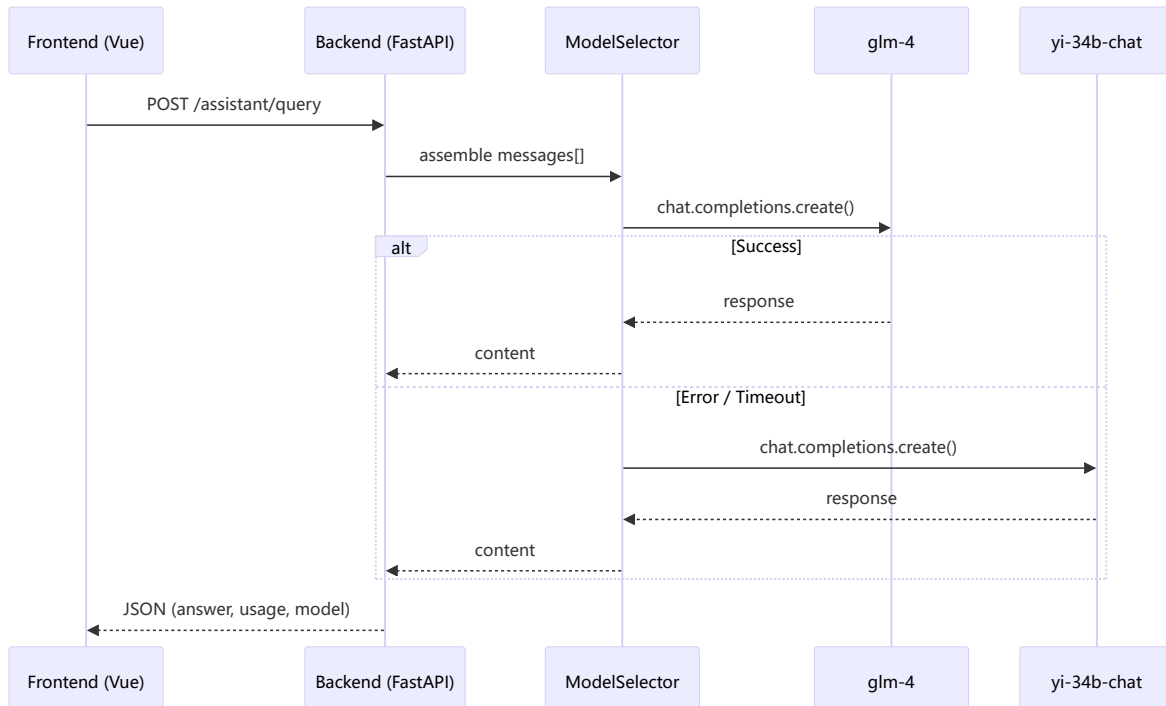 Frontend (Vue)
Backend (FastAPI)
ModelSelector
glm-4
yi-34b-chat
POST /assistant/query
assemble messages[]
chat.completions.create()
alt
[Success]
response
content
[Error / Timeout]
chat.completions.create()
response
content
JSON (answer, usage, model)
Frontend (Vue)
Backend (FastAPI)
ModelSelector
glm-4
yi-34b-chat